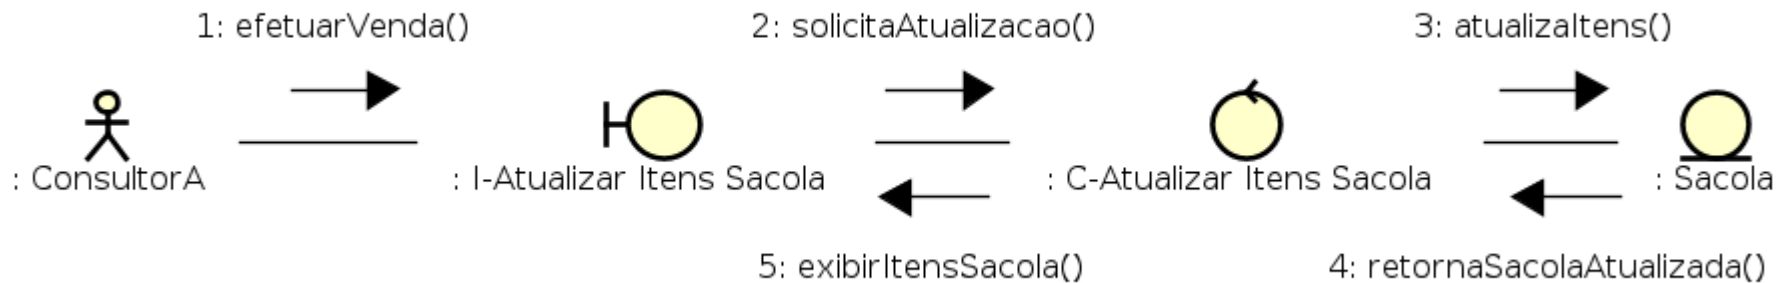 1: efetuarVenda()
2: solicitaAtualizacao()
3: atualizaItens()
: ConsultorA
: I-Atualizar Itens Sacola
: C-Atualizar Itens Sacola
: Sacola
5: exibirItensSacola()
4: retornaSacolaAtualizada()